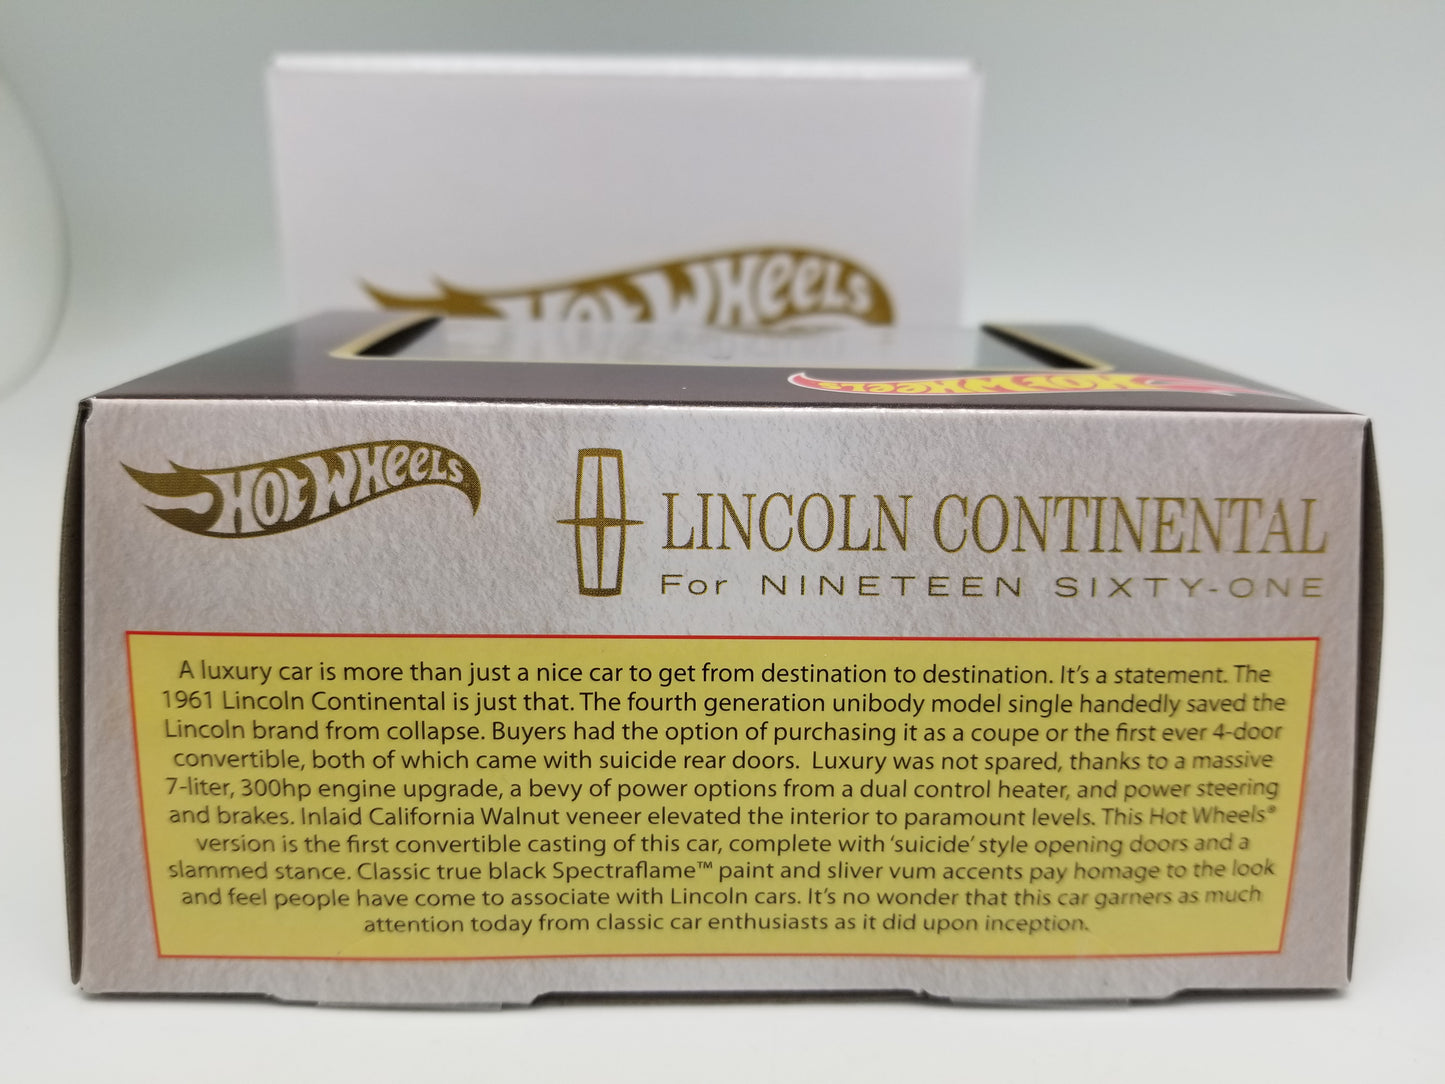 HOT WHEELS
HOT WHEELS
HOT WHEELS
LINCOLN CONTINENTAL
For NINETEEN SIXTY-ONE
A luxury car is more than just a nice car to get from destination to destination. It's a statement. The
1961 Lincoln Continental is just that. The fourth generation unibody model single handedly saved the
Lincoln brand from collapse. Buyers had the option of purchasing it as a coupe or the first ever 4-door
convertible, both of which came with suicide rear doors. Luxury was not spared, thanks to a massive
7-liter, 300hp engine upgrade, a bevy of power options from a dual control heater, and power steering
and brakes. Inlaid California Walnut veneer elevated the interior to paramount levels. This Hot Wheels®
version is the first convertible casting of this car, complete with 'suicide' style opening doors and a
slammed stance. Classic true black Spectraflame™ paint and sliver vum accents pay homage to the look
and feel people have come to associate with Lincoln cars. It's no wonder that this car garners as much
attention today from classic car enthusiasts as it did upon inception.